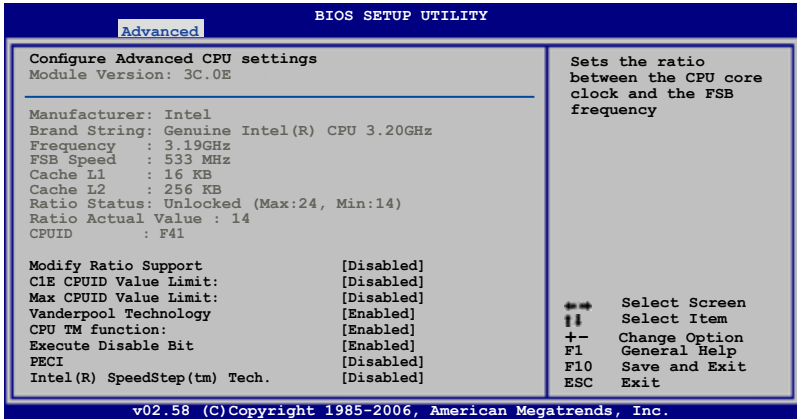 BIOS SETUP UTILITY
Advanced
Configure Advanced CPU settings
Module Version: 3C.0E
Manufacturer: Intel
Brand String: Genuine Intel(R) CPU 3.20GHz
Frequency : 3.19GHz
FSB Speed : 533 MHz
Cache L1 : 16 KB
Cache L2 : 256 KB
Ratio Status: Unlocked (Max:24, Min:14)
Ratio Actual Value : 14
CPUID : F41
Modify Ratio Support [Disabled]
C1E CPUID Value Limit: [Disabled]
Max CPUID Value Limit: [Disabled]
Vanderpool Technology [Enabled]
CPU TM function: [Enabled]
Execute Disable Bit [Enabled]
PECI [Disabled]
Intel(R) SpeedStep(tm) Tech. [Disabled]
Sets the ratio
between the CPU core
clock and the FSB
frequency
←→ Select Screen
↑↓ Select Item
+- Change Option
F1 General Help
F10 Save and Exit
ESC Exit
v02.58 (C)Copyright 1985-2006, American Megatrends, Inc.